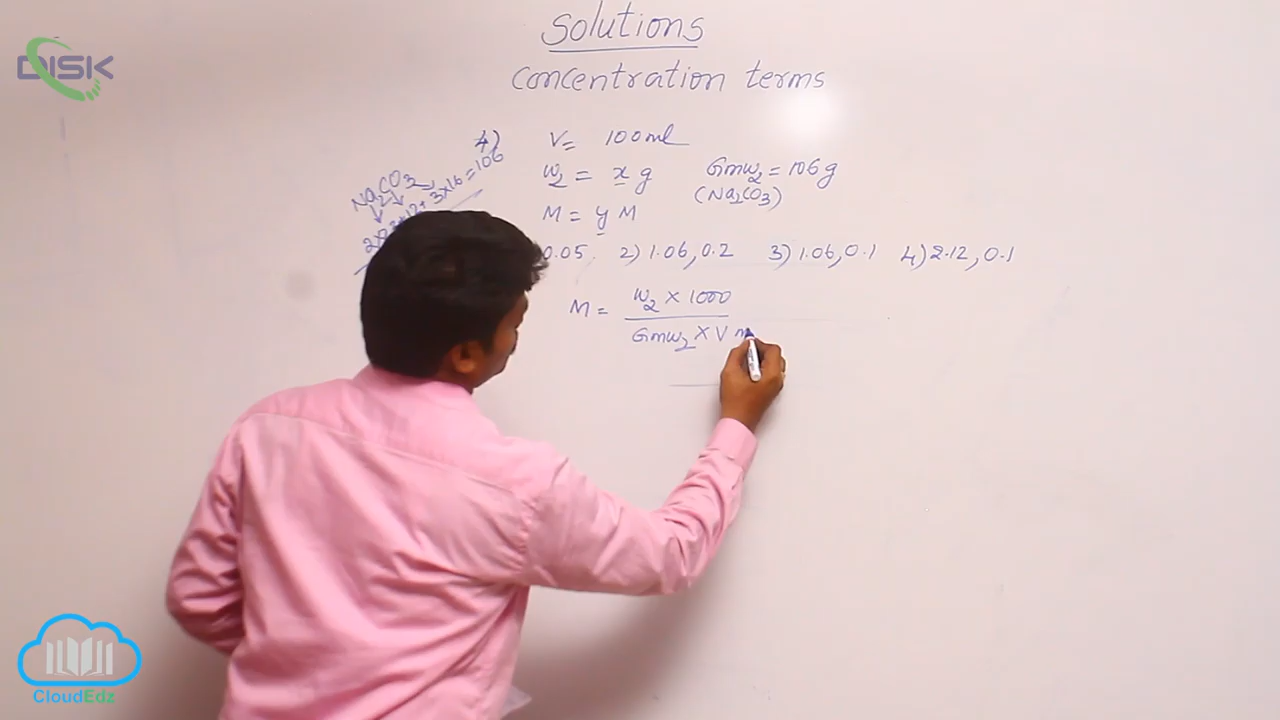 DISK
Solutions
Concentration terms
4) V = 100ml
W₂ = x g GmW₂ = 106g
(Na₂CO₃)
M = y M
Na₂CO₃
3×16 = 106
0.05 2) 1.06, 0.2 3) 1.06, 0.1 4) 2.12, 0.1
M = W₂ × 1000
GmW₂ × V m
CloudEdz